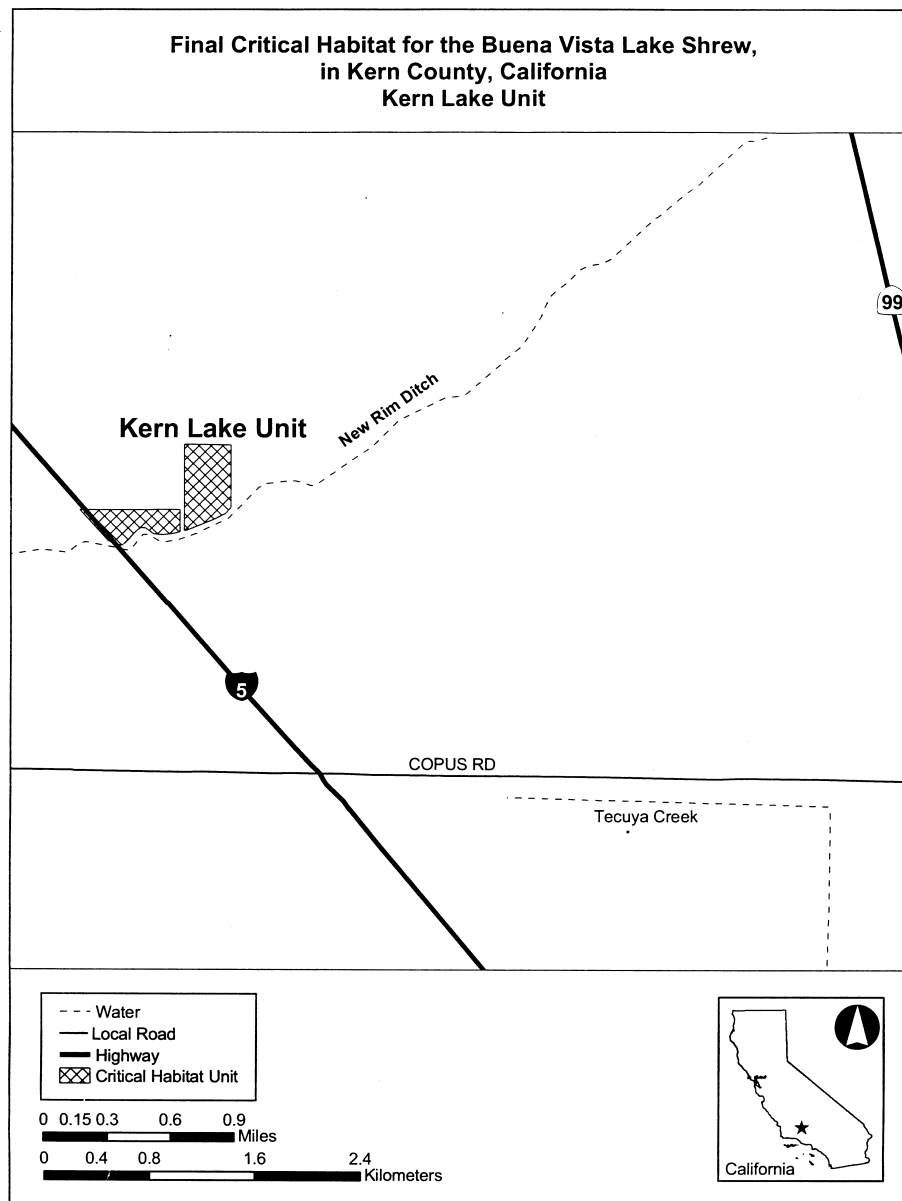 Final Critical Habitat for the Buena Vista Lake Shrew,
in Kern County, California
Kern Lake Unit
99
New Rim Ditch
Kern Lake Unit
5
COPUS RD
Tecuya Creek
Water
Local Road
Highway
Critical Habitat Unit
0 0.15 0.3 0.6 0.9
Miles
0 0.4 0.8 1.6 2.4
Kilometers
California